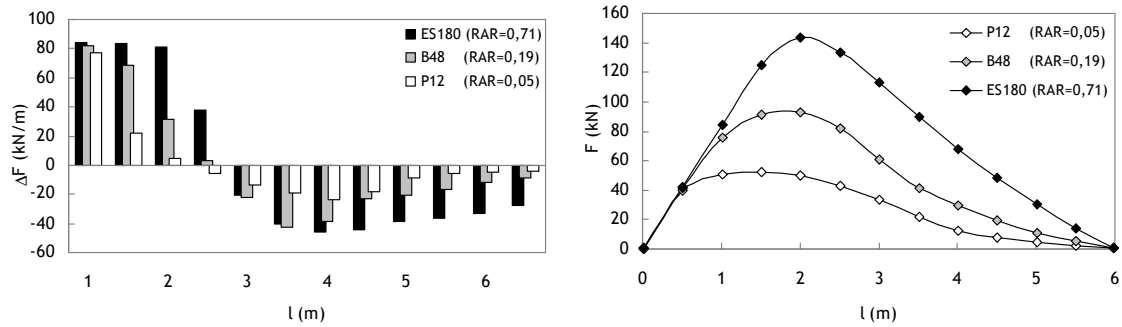 100
80
60
40
20
0
-20
-40
-60
ΔF (kN/m)
1 2 3 4 5 6
l (m)
ES180 (RAR=0,71)
B48 (RAR=0,19)
P12 (RAR=0,05)
160
140
120
100
80
60
40
20
0
F (kN)
0 1 2 3 4 5 6
l (m)
P12 (RAR=0,05)
B48 (RAR=0,19)
ES180 (RAR=0,71)